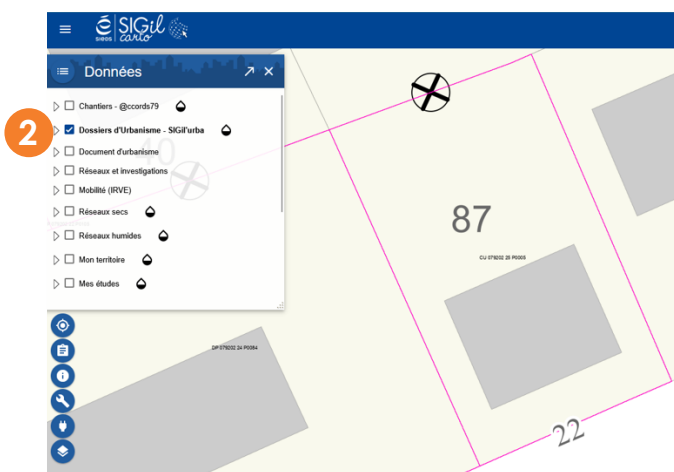 SIEDS SIGil carto
Données
2
Chantiers - @ccords79
Dossiers d'Urbanisme - SIGil'urba
Document d'urbanisme
Réseaux et investigations
Mobilité (IRVE)
Réseaux secs
Réseaux humides
Mon territoire
Mes études
40
87
CU 079202 25 P0005
DP 079202 24 P0084
22